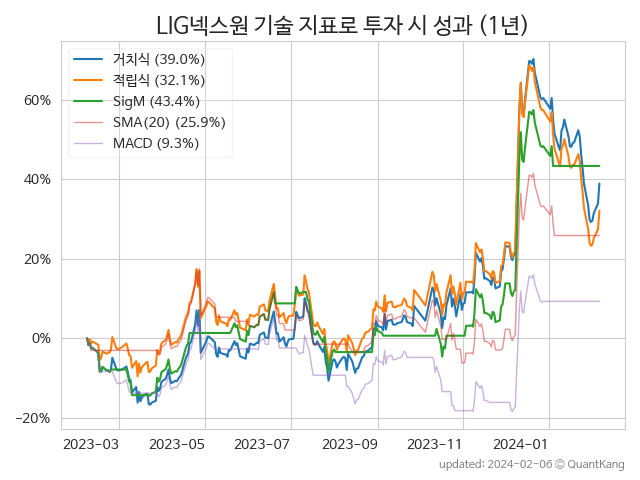 LIG넥스원 기술 지표로 투자 시 성과 (1년)
거치식 (39.0%)
적립식 (32.1%)
SigM (43.4%)
SMA(20) (25.9%)
MACD (9.3%)
60%
40%
20%
0%
−20%
2023-03 2023-05 2023-07 2023-09 2023-11 2024-01
updated: 2024-02-06 © QuantKang